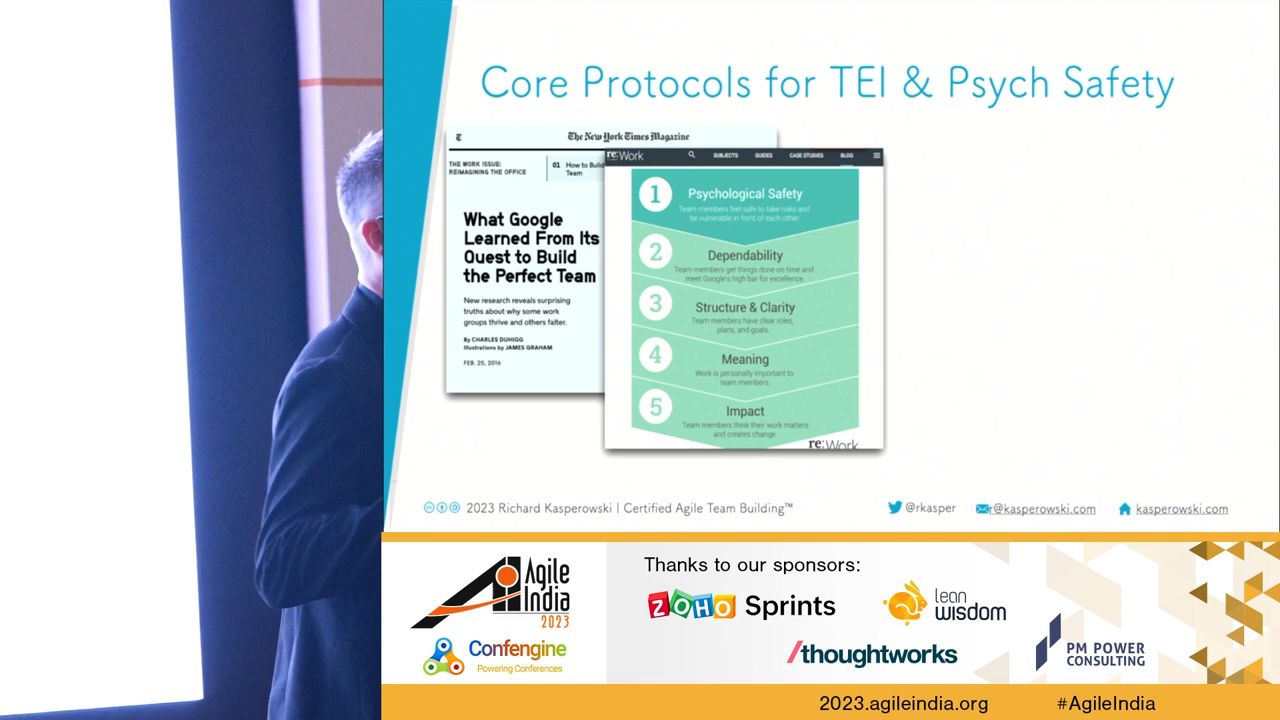 Core Protocols for TEI & Psych Safety
T
The New York Times Magazine
THE WORK ISSUE:
REIMAGINING THE OFFICE
01 How to Build
Team
What Google
Learned From Its
Quest to Build
the Perfect Team
New research reveals surprising
truths about why some work
groups thrive and others falter.
By CHARLES DUHIGG
Illustrations by JAMES GRAHAM
FEB. 25, 2016
re:Work
SUBJECTS GUIDES CASE STUDIES BLOG
1
Psychological Safety
Team members feel safe to take risks and
be vulnerable in front of each other
2
Dependability
Team members get things done on time and
meet Google's high bar for excellence.
3
Structure & Clarity
Team members have clear roles,
plans, and goals.
4
Meaning
Work is personally important to
team members.
5
Impact
Team members think their work matters
and creates change.
re:Work
2023 Richard Kasperowski | Certified Agile Team Building™
@rkasper
r@kasperowski.com
kasperowski.com
Agile
India
2023
Confengine
Powering Conferences
Thanks to our sponsors:
ZOHO Sprints
lean
wisdom
/thoughtworks
PM POWER
CONSULTING
2023.agileindia.org
#AgileIndia